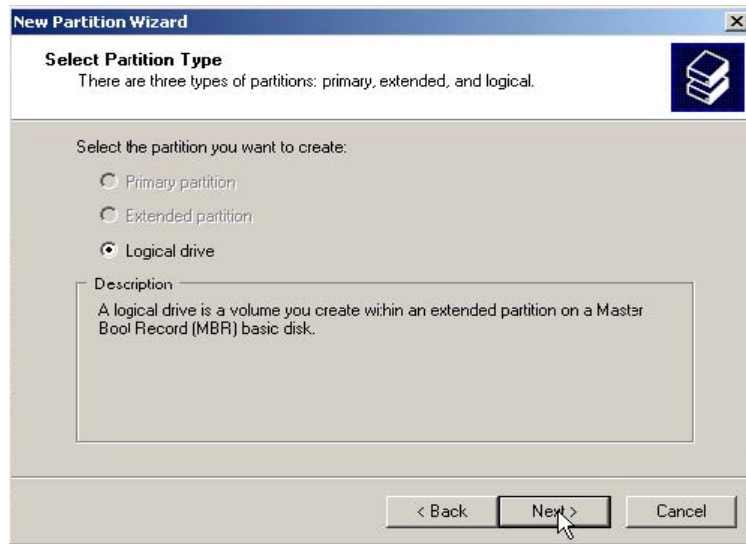 New Partition Wizard
Select Partition Type
There are three types of partitions: primary, extended, and logical.
Select the partition you want to create:
Primary partition
Extended partition
Logical drive
Description
A logical drive is a volume you create within an extended partition on a Master
Boot Record (MBR) basic disk.
< Back
Next >
Cancel